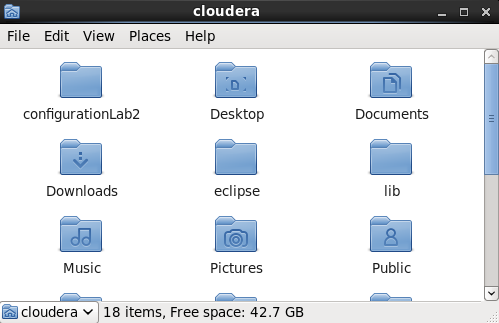 cloudera
File Edit View Places Help
configurationLab2 Desktop Documents
Downloads eclipse lib
Music Pictures Public
cloudera 18 items, Free space: 42.7 GB